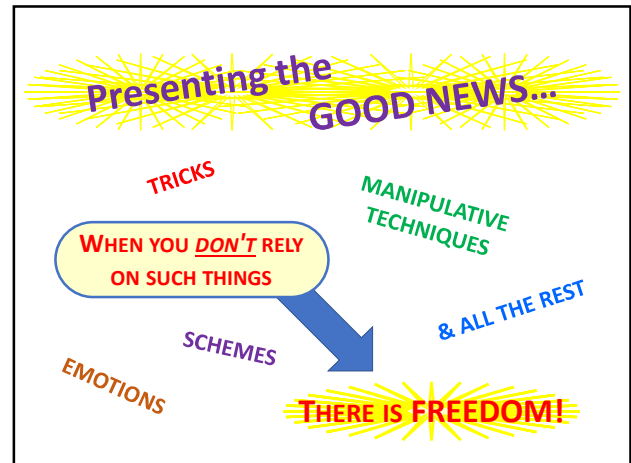 Presenting the
GOOD NEWS...
TRICKS
MANIPULATIVE
TECHNIQUES
WHEN YOU DON'T RELY
ON SUCH THINGS
& ALL THE REST
SCHEMES
EMOTIONS
THERE IS FREEDOM!